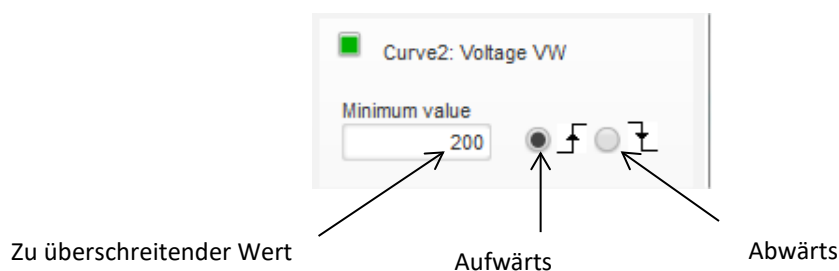 Curve2: Voltage VW
Minimum value
200
Zu überschreitender Wert
Aufwärts
Abwärts